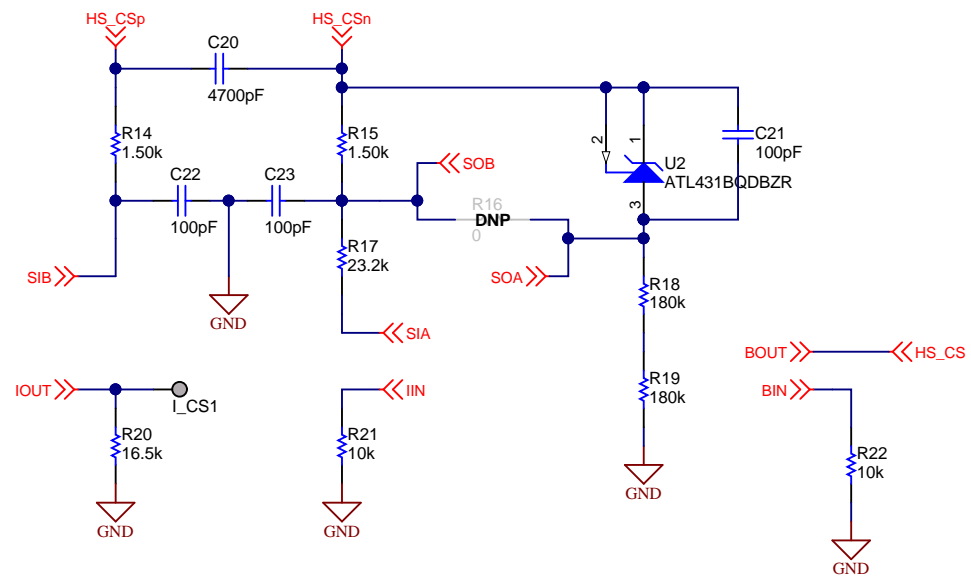 HS_CSp
HS_CSn
C20
4700pF
R14
1.50k
R15
1.50k
2
1
U2
ATL431BQDBZR
3
C21
100pF
C22
100pF
C23
100pF
SOB
R16
DNP
0
SIB
GND
R17
23.2k
SOA
R18
180k
SIA
BOUT
HS_CS
IOUT
I_CS1
IIN
R19
180k
BIN
R20
16.5k
R21
10k
R22
10k
GND
GND
GND
GND